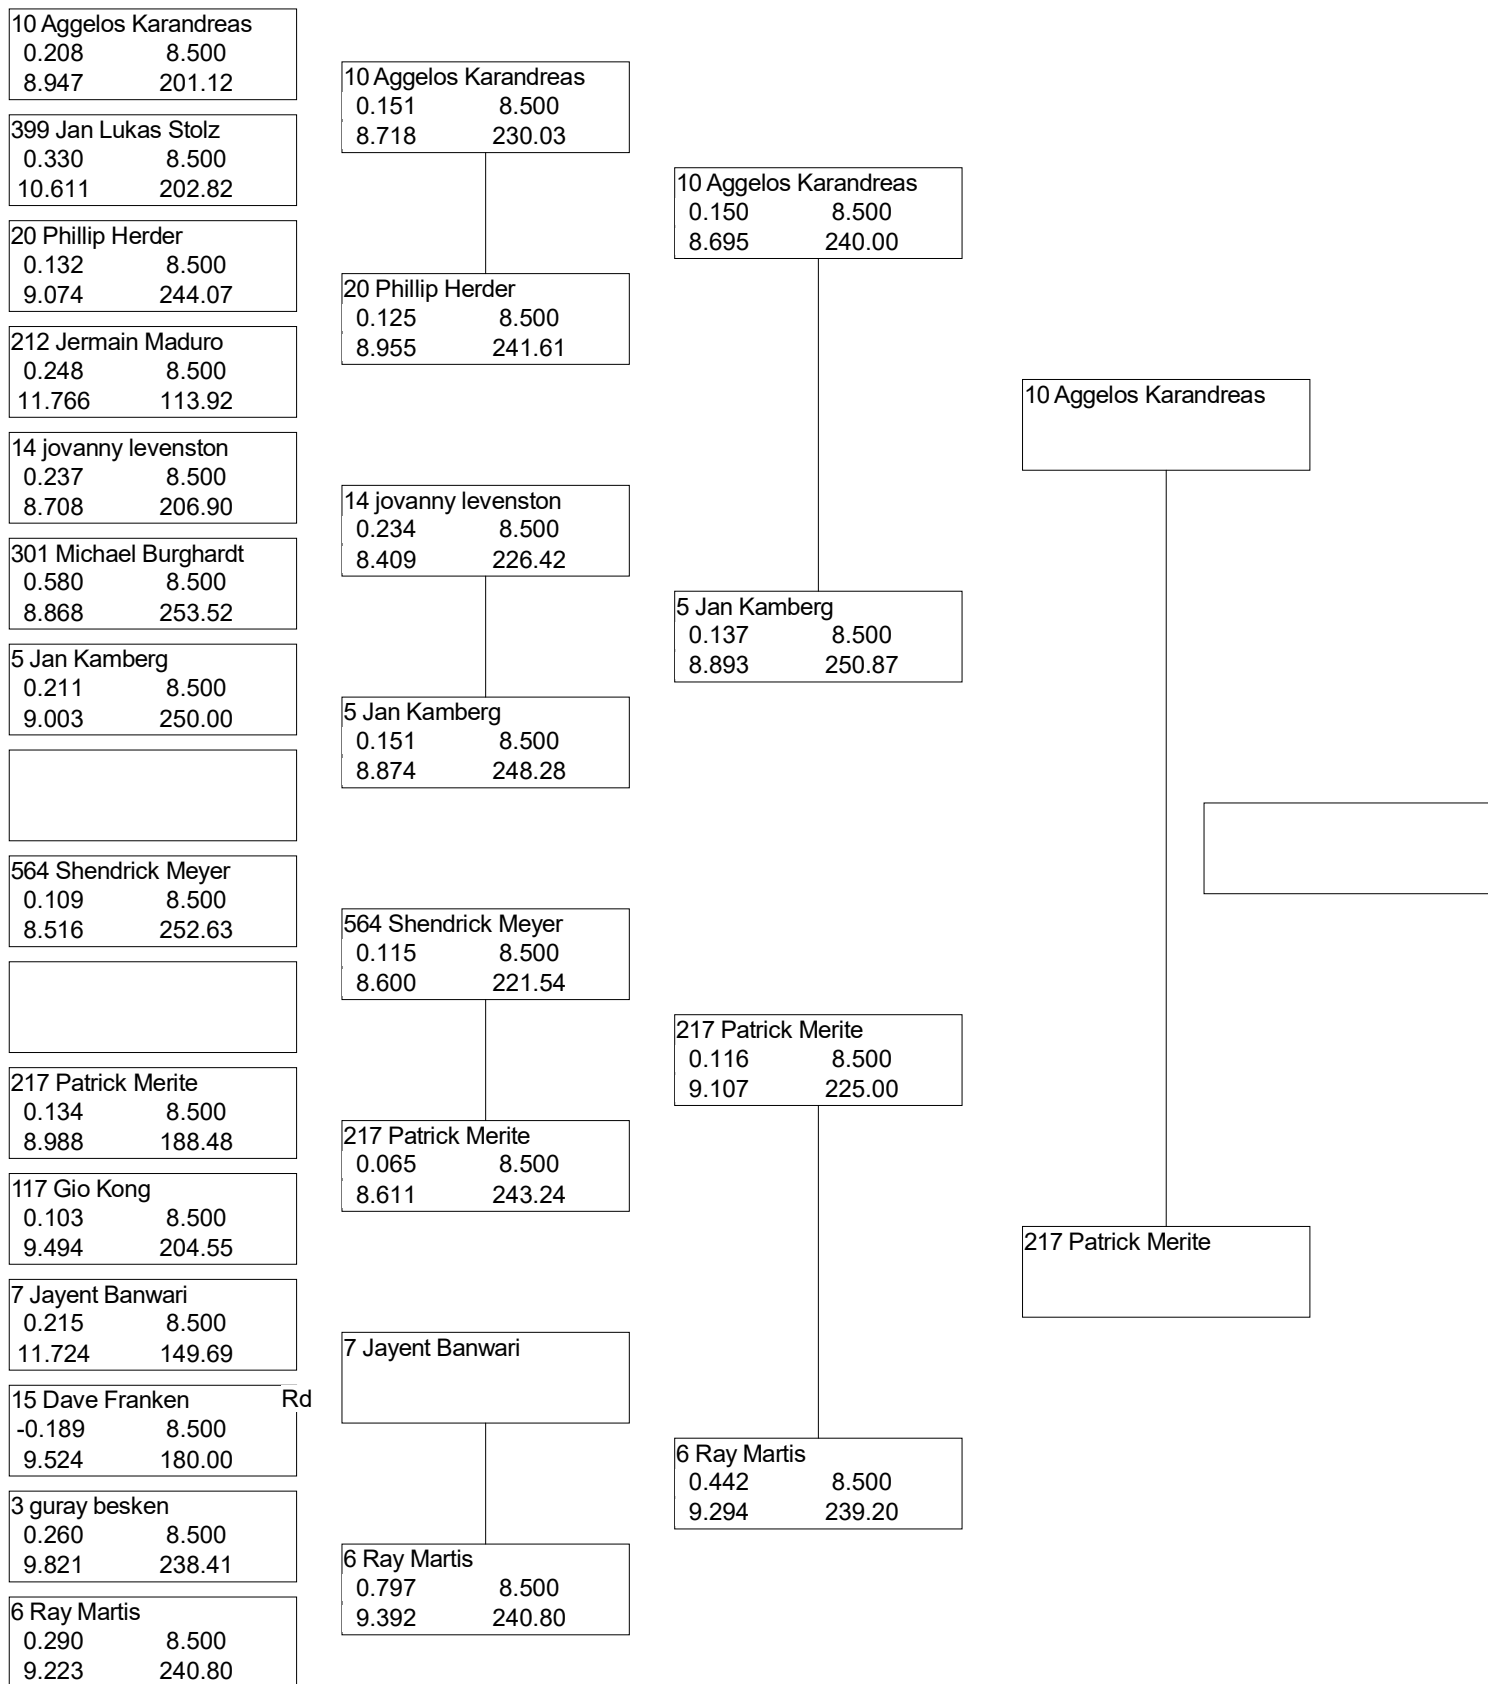 10 Aggelos Karandreas
0.208 8.500
8.947 201.12
399 Jan Lukas Stolz
0.330 8.500
10.611 202.82
20 Phillip Herder
0.132 8.500
9.074 244.07
212 Jermain Maduro
0.248 8.500
11.766 113.92
14 jovanny levenston
0.237 8.500
8.708 206.90
301 Michael Burghardt
0.580 8.500
8.868 253.52
5 Jan Kamberg
0.211 8.500
9.003 250.00
564 Shendrick Meyer
0.109 8.500
8.516 252.63
217 Patrick Merite
0.134 8.500
8.988 188.48
117 Gio Kong
0.103 8.500
9.494 204.55
7 Jayent Banwari
0.215 8.500
11.724 149.69
15 Dave Franken Rd
-0.189 8.500
9.524 180.00
3 guray besken
0.260 8.500
9.821 238.41
6 Ray Martis
0.290 8.500
9.223 240.80
10 Aggelos Karandreas
0.151 8.500
8.718 230.03
20 Phillip Herder
0.125 8.500
8.955 241.61
14 jovanny levenston
0.234 8.500
8.409 226.42
5 Jan Kamberg
0.151 8.500
8.874 248.28
564 Shendrick Meyer
0.115 8.500
8.600 221.54
217 Patrick Merite
0.065 8.500
8.611 243.24
7 Jayent Banwari
6 Ray Martis
0.797 8.500
9.392 240.80
10 Aggelos Karandreas
0.150 8.500
8.695 240.00
5 Jan Kamberg
0.137 8.500
8.893 250.87
217 Patrick Merite
0.116 8.500
9.107 225.00
6 Ray Martis
0.442 8.500
9.294 239.20
10 Aggelos Karandreas
217 Patrick Merite